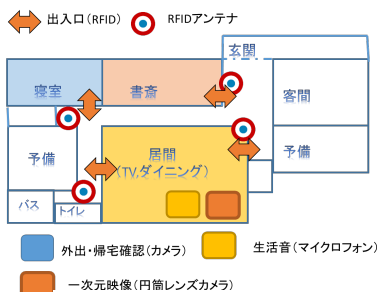 出入口(RFID) RFIDアンテナ
玄関
寝室 書斎 客間
予備 居間 予備
(TV,ダイニング)
バス トイレ
外出・帰宅確認(カメラ) 生活音(マイクロフォン)
一次元映像(円筒レンズカメラ)